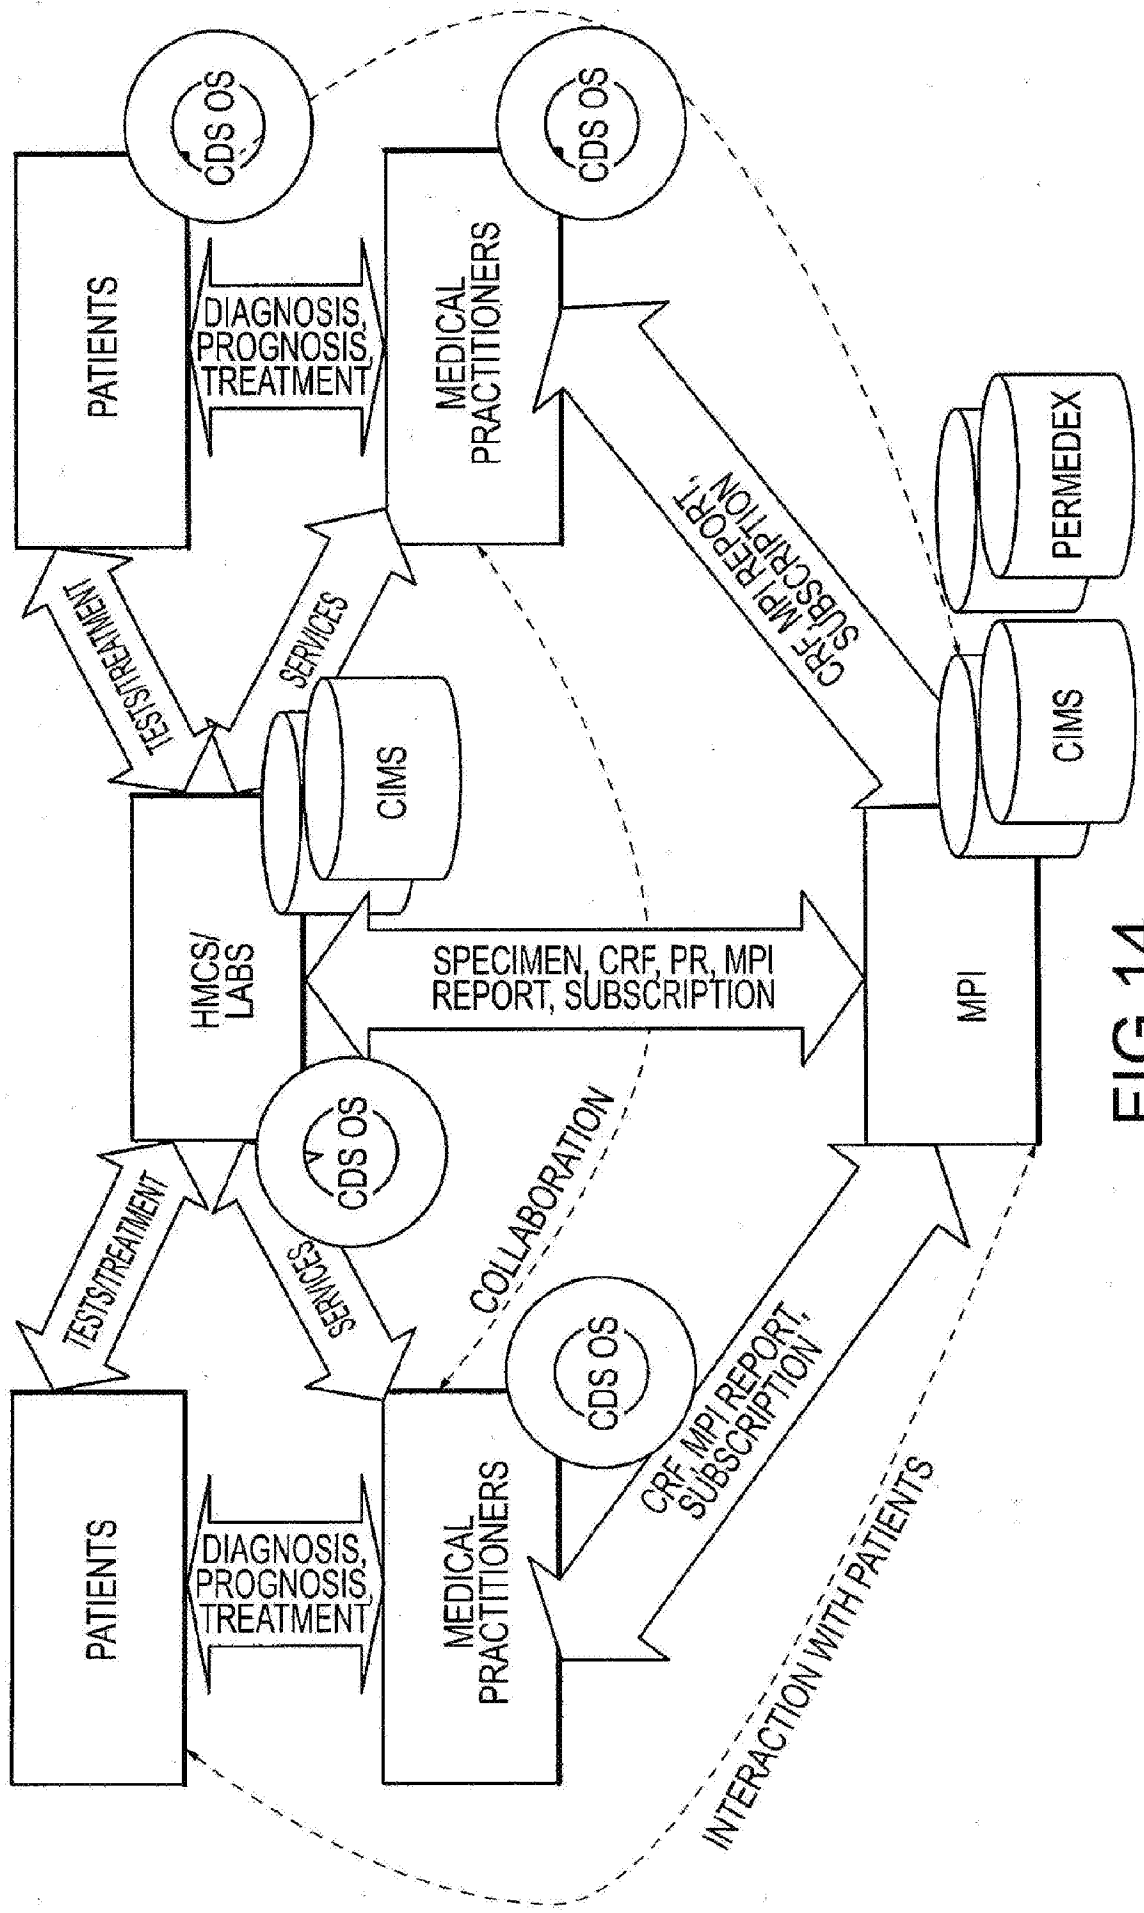 PATIENTS
HMCS/
LABS
PATIENTS
TESTS/TREATMENT
TESTS/TREATMENT
DIAGNOSIS,
PROGNOSIS,
TREATMENT
SERVICES
CDS OS
CIMS
SERVICES
DIAGNOSIS,
PROGNOSIS,
TREATMENT
CDS OS
MEDICAL
PRACTITIONERS
CDS OS
COLLABORATION
SPECIMEN, CRF, PR, MPI
REPORT, SUBSCRIPTION
MEDICAL
PRACTITIONERS
CDS OS
CRF, MPI REPORT,
SUBSCRIPTION
CRF, MPI REPORT,
SUBSCRIPTION
INTERACTION WITH PATIENTS
MPI
CIMS
PERMEDEX
FIG 14